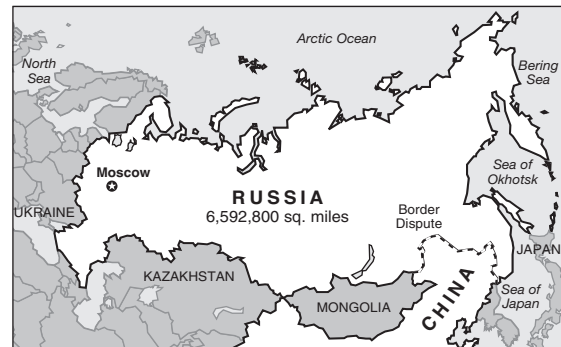 Arctic Ocean
North
Sea
Bering
Sea
Moscow
Sea of
Okhotsk
RUSSIA
6,592,800 sq. miles
UKRAINE
Border
Dispute
JAPAN
KAZAKHSTAN
MONGOLIA
CHINA
Sea of
Japan